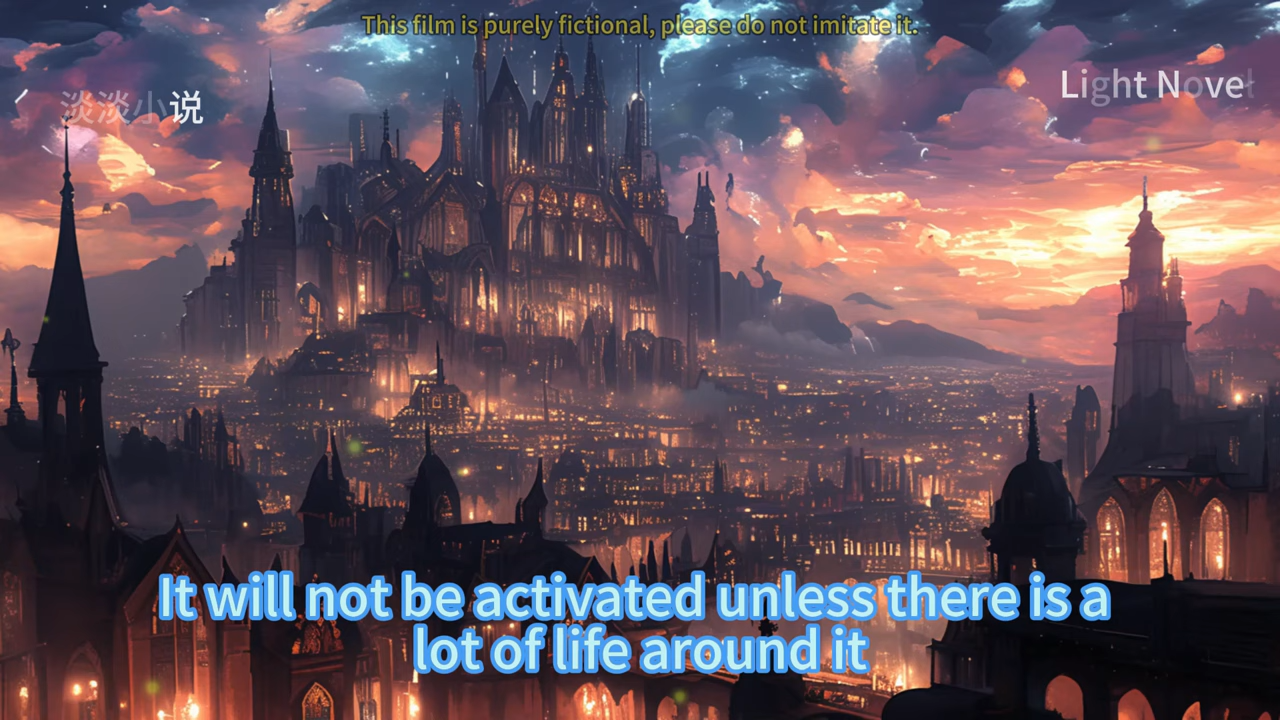 This film is purely fictional, please do not imitate it.
淡淡小说
Light Novel
It will not be activated unless there is a
lot of life around it